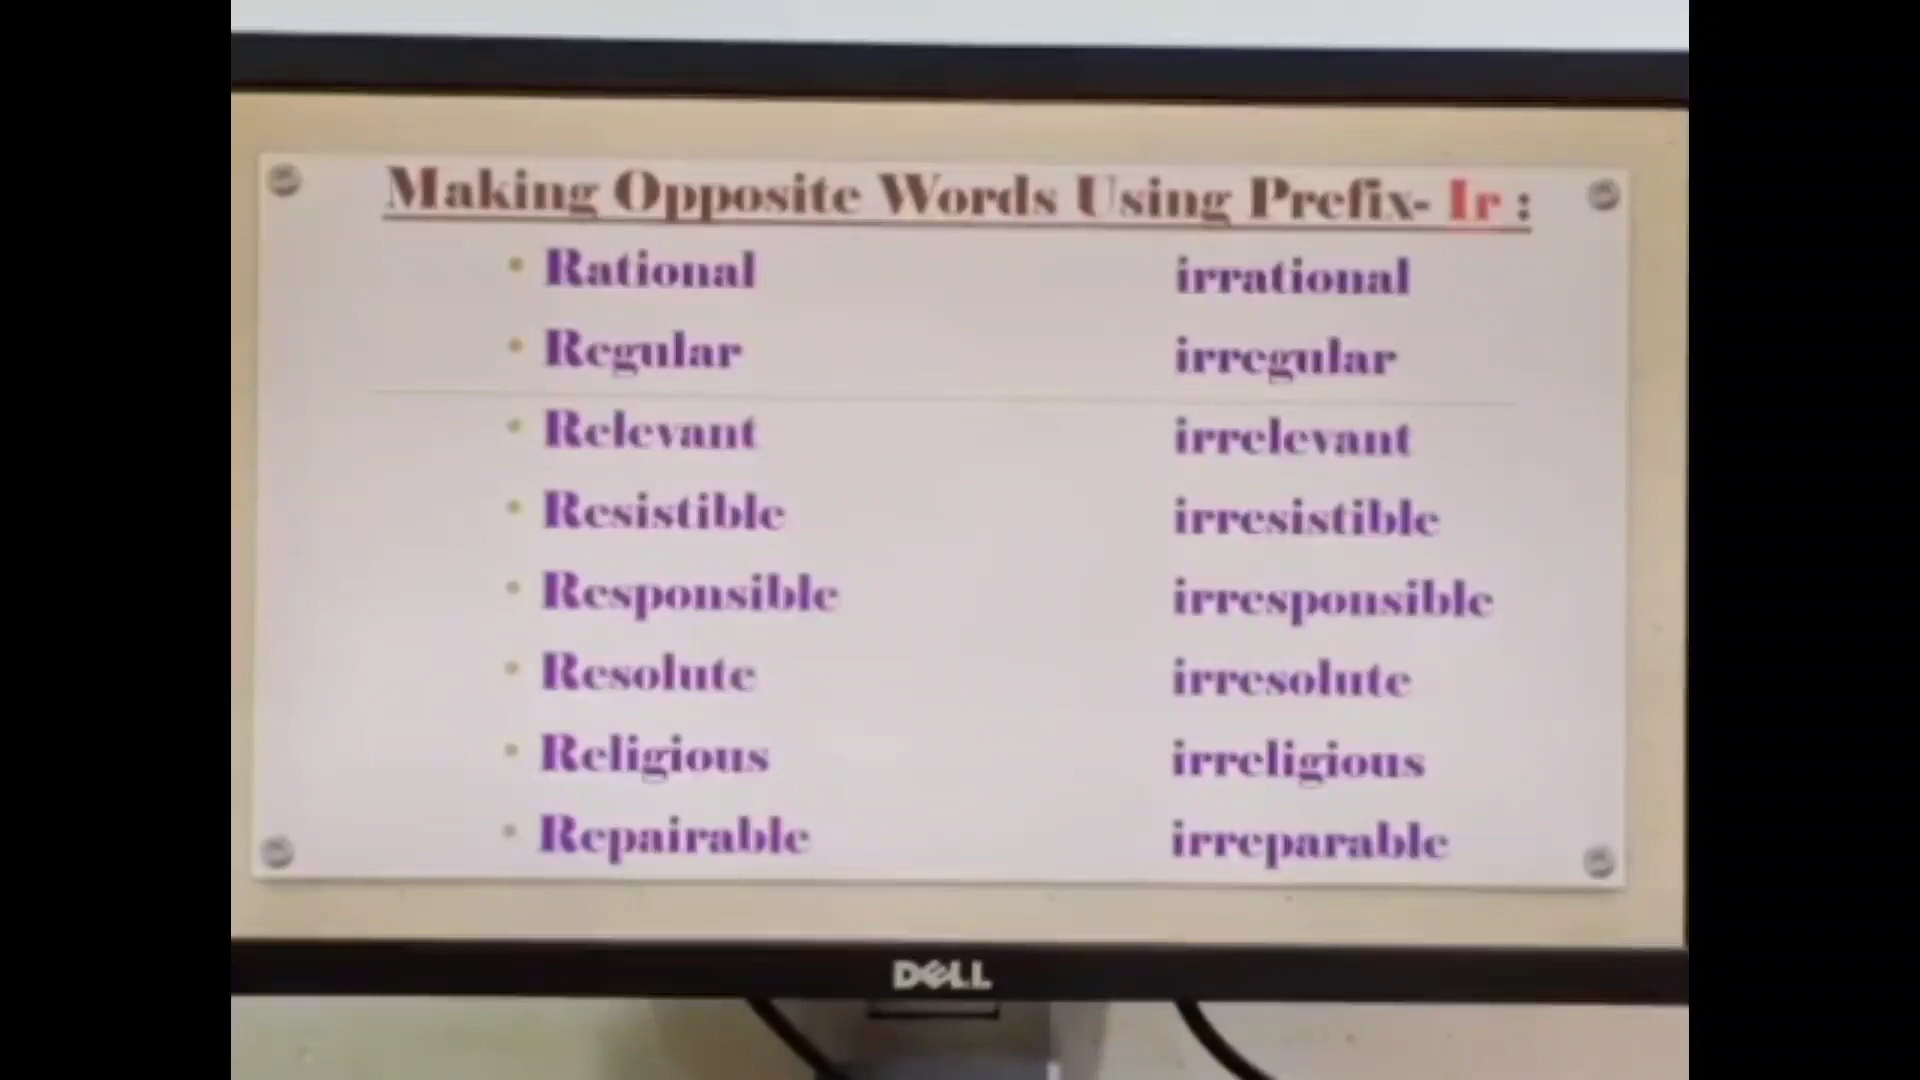 Making Opposite Words Using Prefix- Ir :
• Rational irrational
• Regular irregular
• Relevant irrelevant
• Resistible irresistible
• Responsible irresponsible
• Resolute irresolute
• Religious irreligious
• Repairable irreparable
DELL